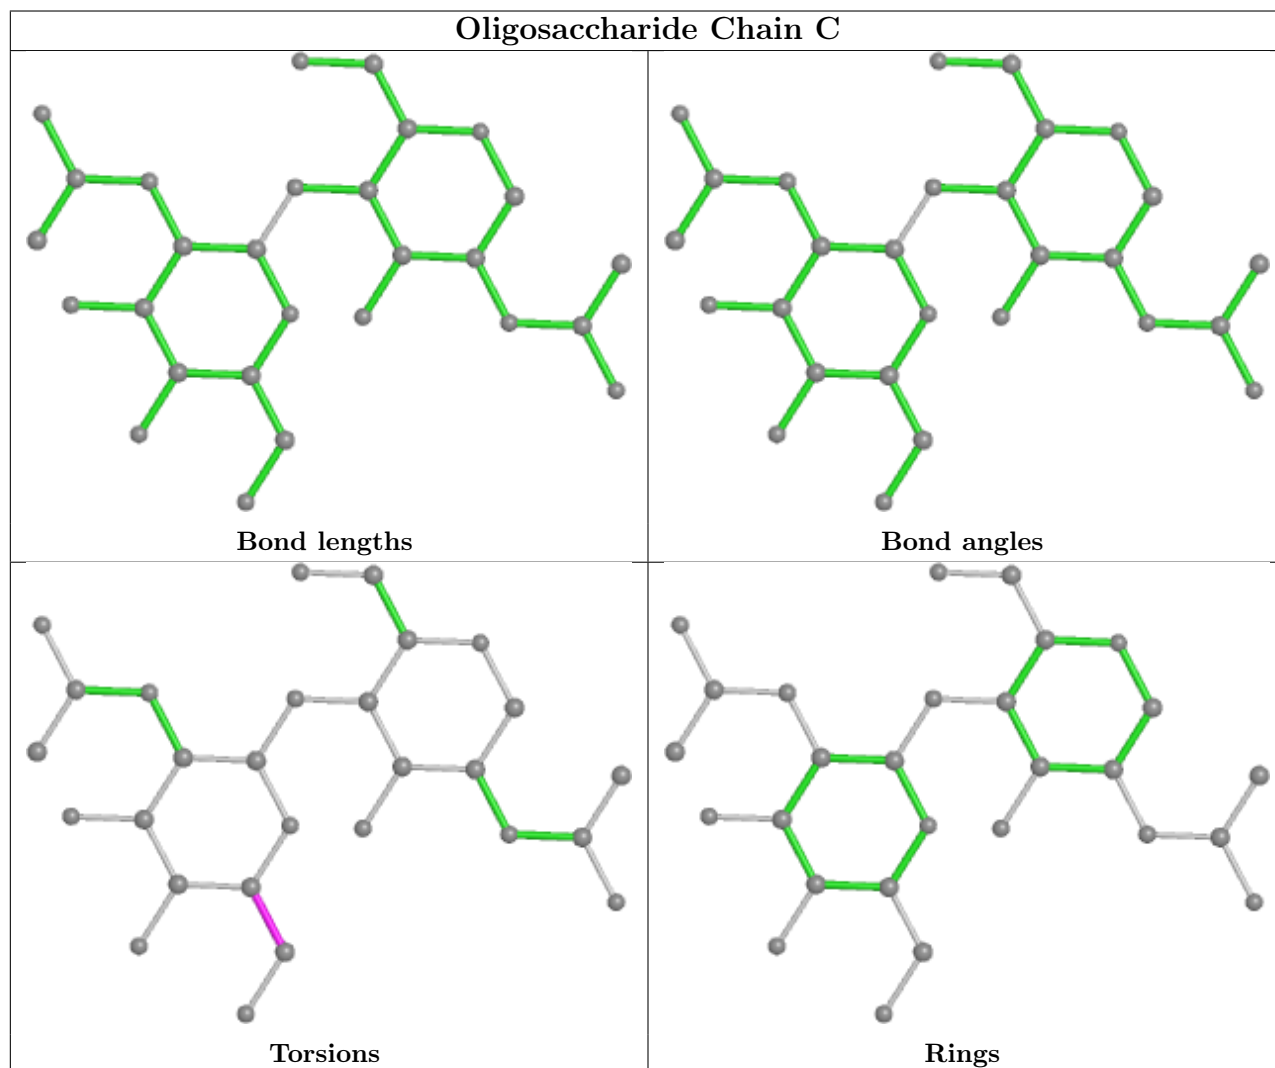 Oligosaccharide Chain C
Bond lengths
Bond angles
Torsions
Rings